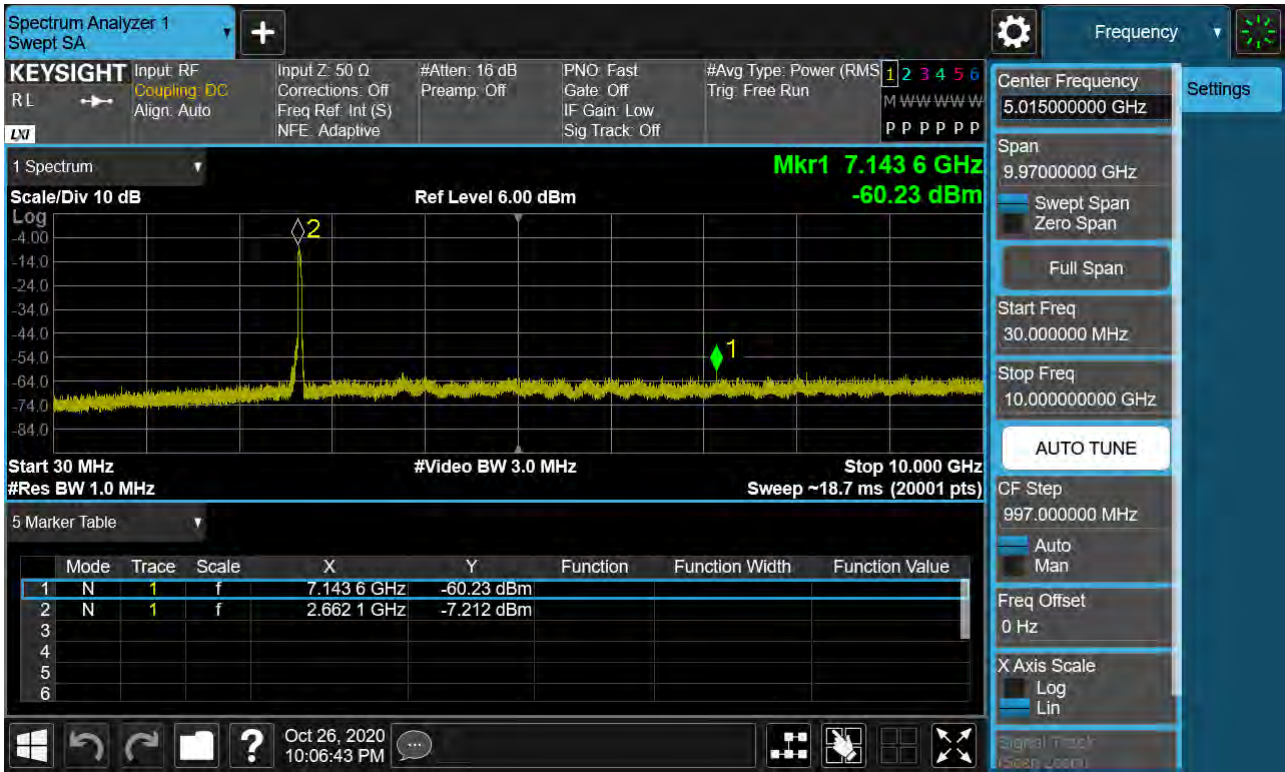 Spectrum Analyzer 1
Swept SA
Frequency
KEYSIGHT
RL
LXI
Input: RF
Coupling: DC
Align: Auto
Input Z: 50 Ω
Corrections: Off
Freq Ref: Int (S)
NFE: Adaptive
#Atten: 16 dB
Preamp: Off
PNO: Fast
Gate: Off
IF Gain: Low
Sig Track: Off
#Avg Type: Power (RMS
Trig: Free Run
1 2 3 4 5 6
M W W W W W
P P P P P P
1 Spectrum
Scale/Div 10 dB
Ref Level 6.00 dBm
Mkr1 7.143 6 GHz
-60.23 dBm
Log
-4.00
-14.0
-24.0
-34.0
-44.0
-54.0
-64.0
-74.0
-84.0
2
1
Start 30 MHz
#Video BW 3.0 MHz
Stop 10.000 GHz
#Res BW 1.0 MHz
Sweep ~18.7 ms (20001 pts)
5 Marker Table
Mode Trace Scale X Y Function Function Width Function Value
1 N 1 f 7.143 6 GHz -60.23 dBm
2 N 1 f 2.662 1 GHz -7.212 dBm
3
4
5
6
Center Frequency
5.015000000 GHz
Settings
Span
9.97000000 GHz
Swept Span
Zero Span
Full Span
Start Freq
30.000000 MHz
Stop Freq
10.000000000 GHz
AUTO TUNE
CF Step
997.000000 MHz
Auto
Man
Freq Offset
0 Hz
X Axis Scale
Log
Lin
Signal Track
(Span Zoom)
?
Oct 26, 2020
10:06:43 PM